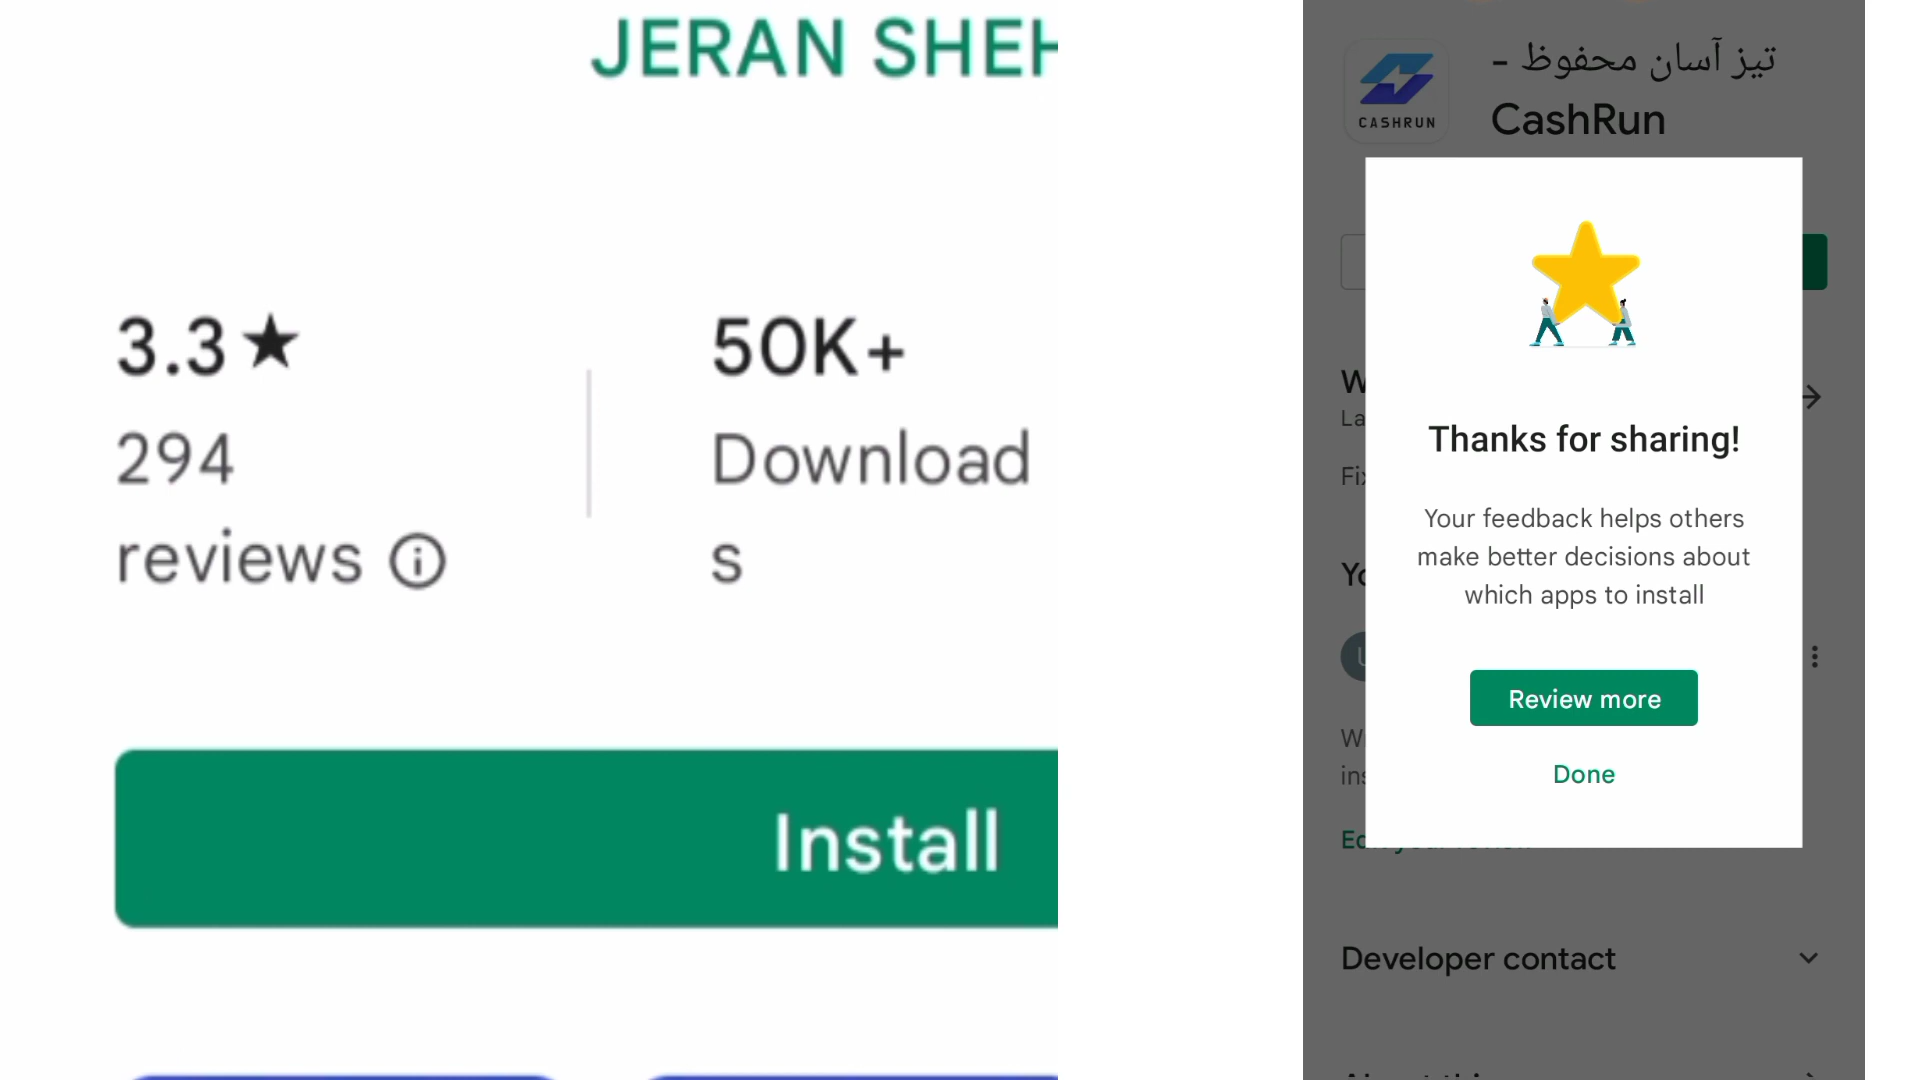 JERAN SHEH
3.3★
294
reviews
50K+
Download
s
Install
تیز آسان محفوظ -
CashRun
CASHRUN
Thanks for sharing!
Your feedback helps others
make better decisions about
which apps to install
Review more
Done
Developer contact